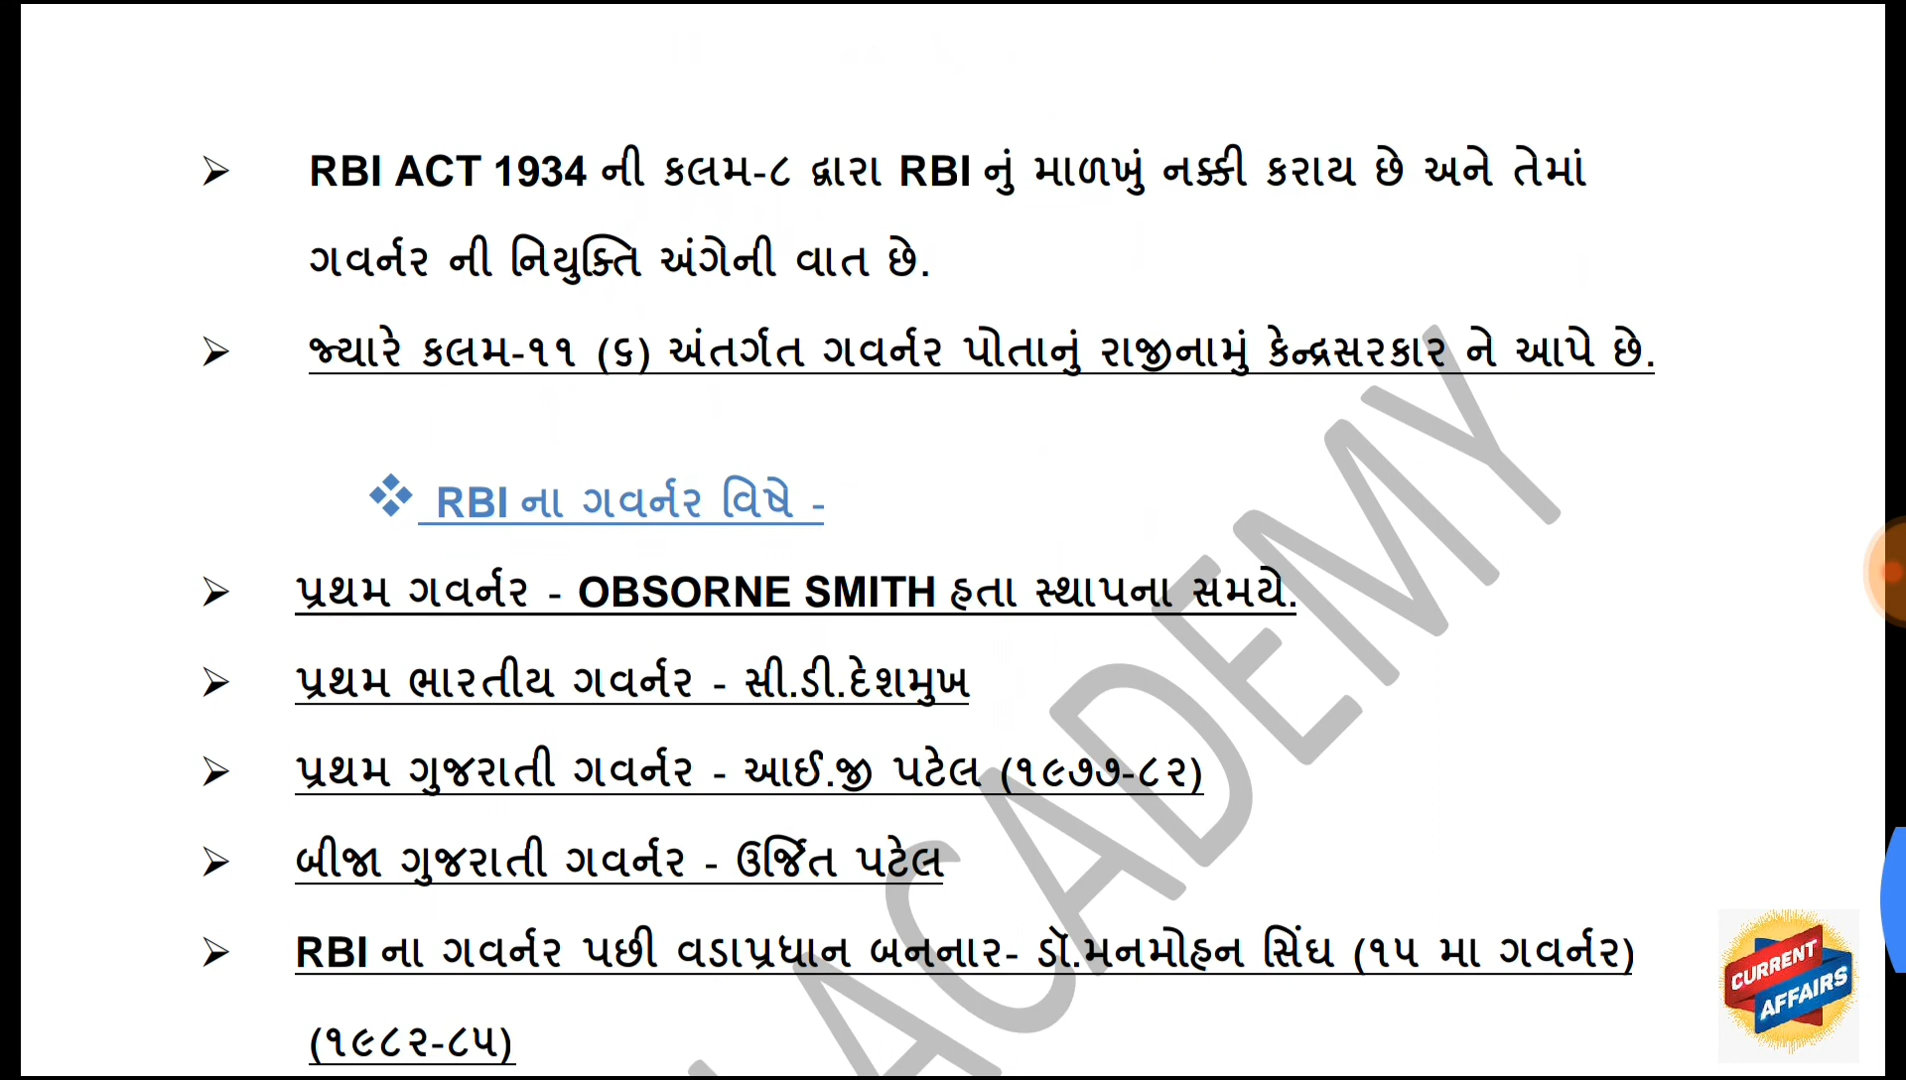 ➢ RBI ACT 1934 ની કલમ-૮ દ્વારા RBI નું માળખું નક્કી કરાય છે અને તેમાં
ગવર્નર ની નિયુક્તિ અંગેની વાત છે.
➢ જ્યારે કલમ-૧૧ (૬) અંતર્ગત ગવર્નર પોતાનું રાજીનામું કેન્દ્રસરકાર ને આપે છે.
❖ RBI ના ગવર્નર વિષે -
➢ પ્રથમ ગવર્નર - OBSORNE SMITH હતા સ્થાપના સમયે.
➢ પ્રથમ ભારતીય ગવર્નર - સી.ડી.દેશમુખ
➢ પ્રથમ ગુજરાતી ગવર્નર - આઈ.જી પટેલ (૧૯૭૭-૮૨)
➢ બીજા ગુજરાતી ગવર્નર - ઉર્જિત પટેલ
➢ RBI ના ગવર્નર પછી વડાપ્રધાન બનનાર- ડૉ.મનમોહન સિંઘ (૧૫ મા ગવર્નર)
(૧૯૮૨-૮૫)
ACADEMY
CURRENT
AFFAIRS